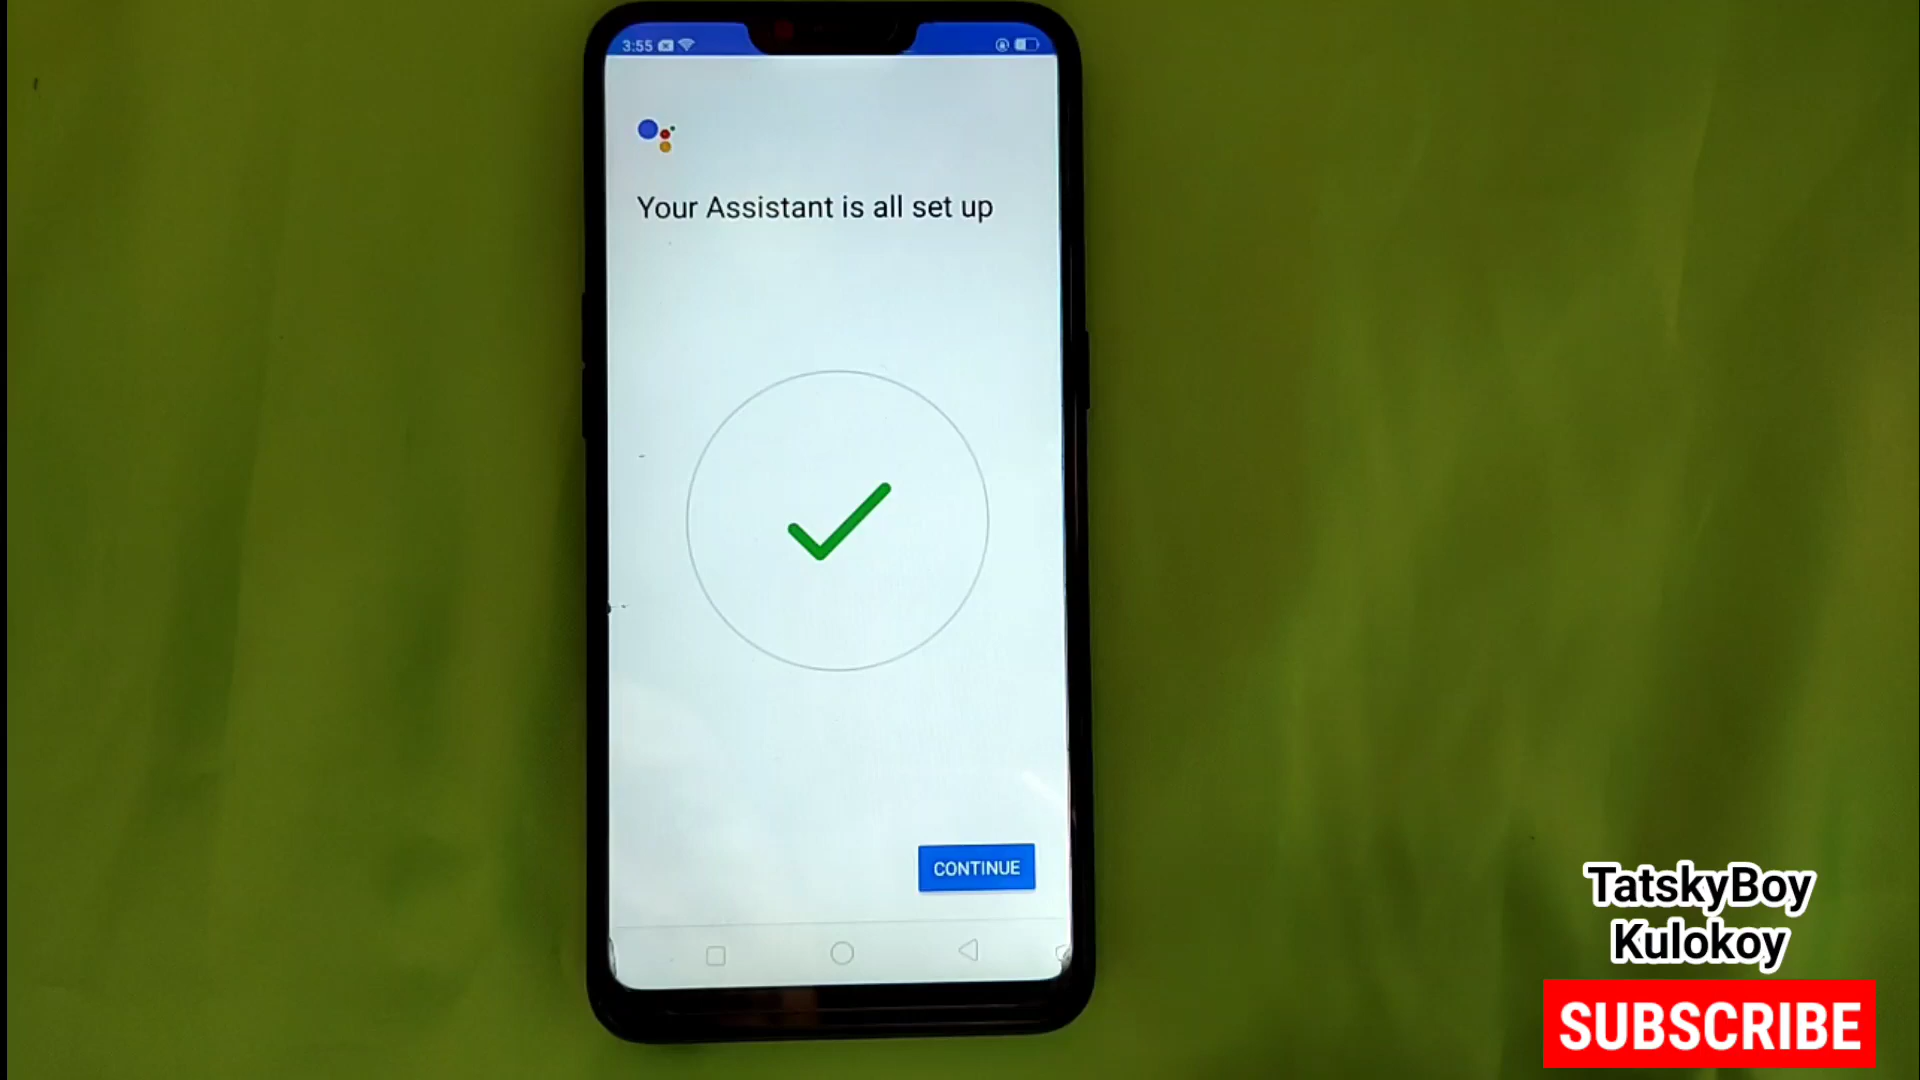 3:55
Your Assistant is all set up
CONTINUE
TatskyBoy
Kulokoy
SUBSCRIBE